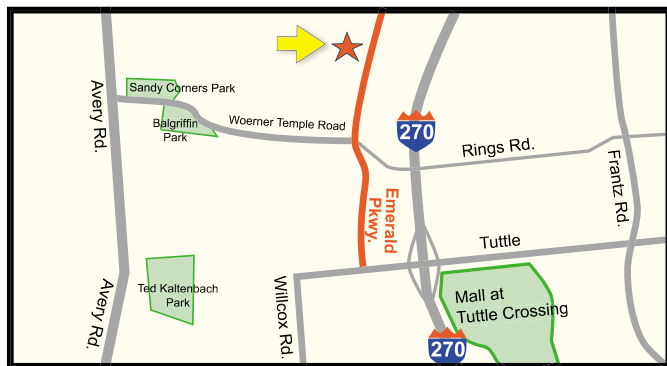 Sandy Corners Park
Avery Rd.
Balgriffin
Park
Woerner Temple Road
270
Rings Rd.
Frantz Rd.
Emerald
Pkwy.
Tuttle
Ted Kaltenbach
Park
Avery Rd.
Willcox Rd.
Mall at
Tuttle Crossing
270